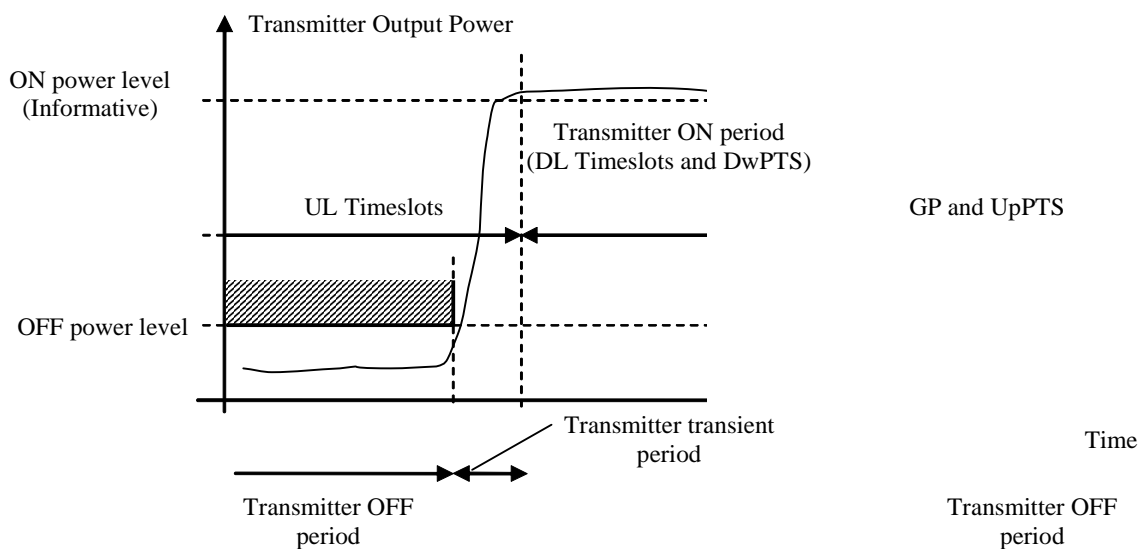 Transmitter Output Power
ON power level
(Informative)
Transmitter ON period
(DL Timeslots and DwPTS)
UL Timeslots
GP and UpPTS
OFF power level
Transmitter transient
period
Time
Transmitter OFF
period
Transmitter OFF
period